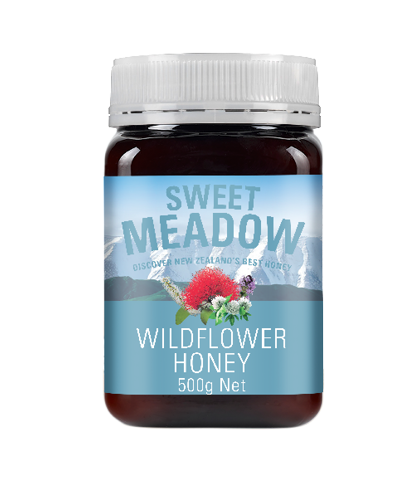 SWEET
MEADOW
DISCOVER NEW ZEALAND'S BEST HONEY
WILDFLOWER
HONEY
500g Net